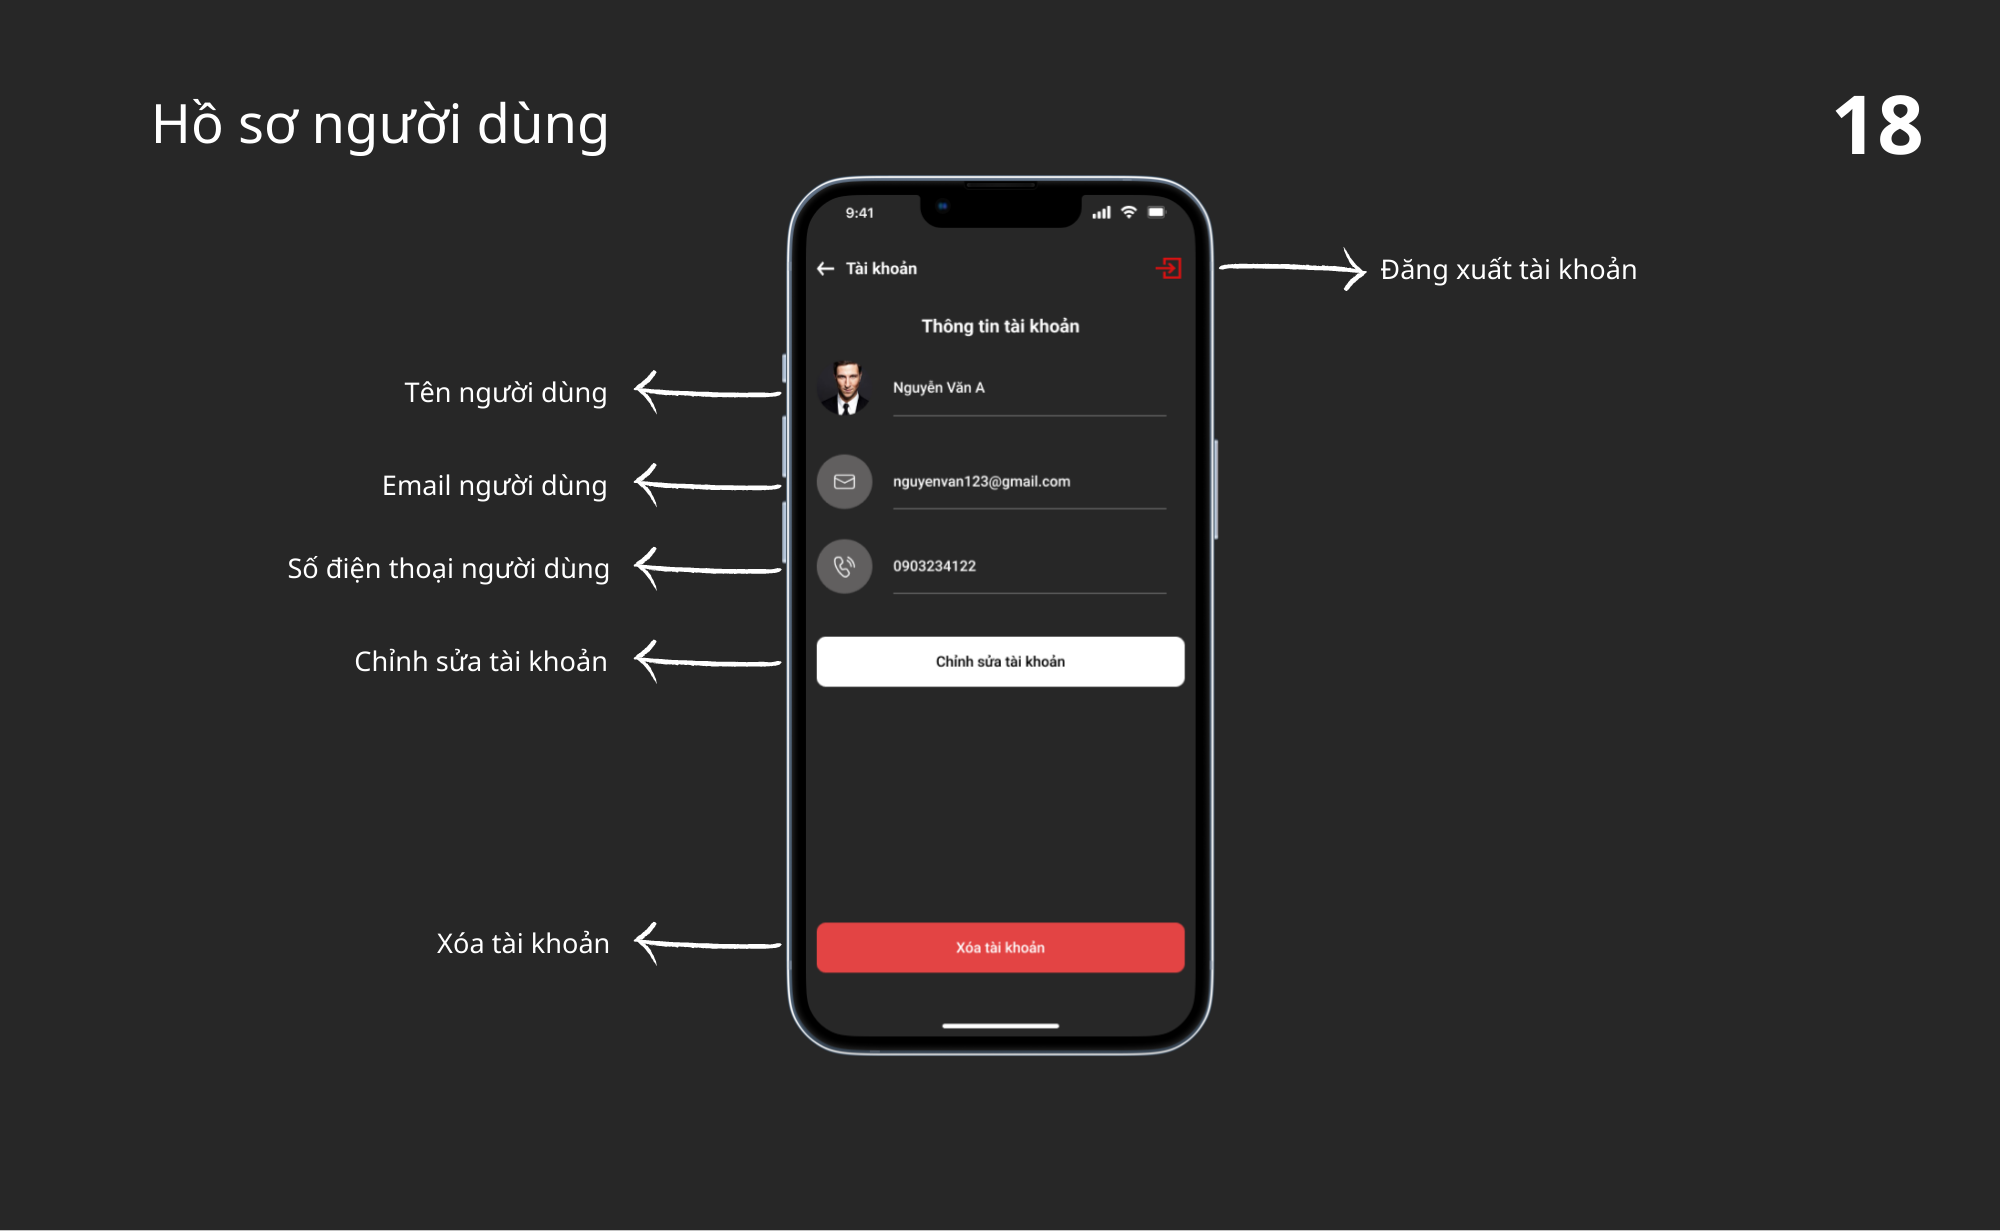 Hồ sơ người dùng
18
9:41
Tài khoản
Đăng xuất tài khoản
Thông tin tài khoản
Tên người dùng
Nguyễn Văn A
Email người dùng
nguyenvan123@gmail.com
Số điện thoại người dùng
0903234122
Chỉnh sửa tài khoản
Chỉnh sửa tài khoản
Xóa tài khoản
Xóa tài khoản